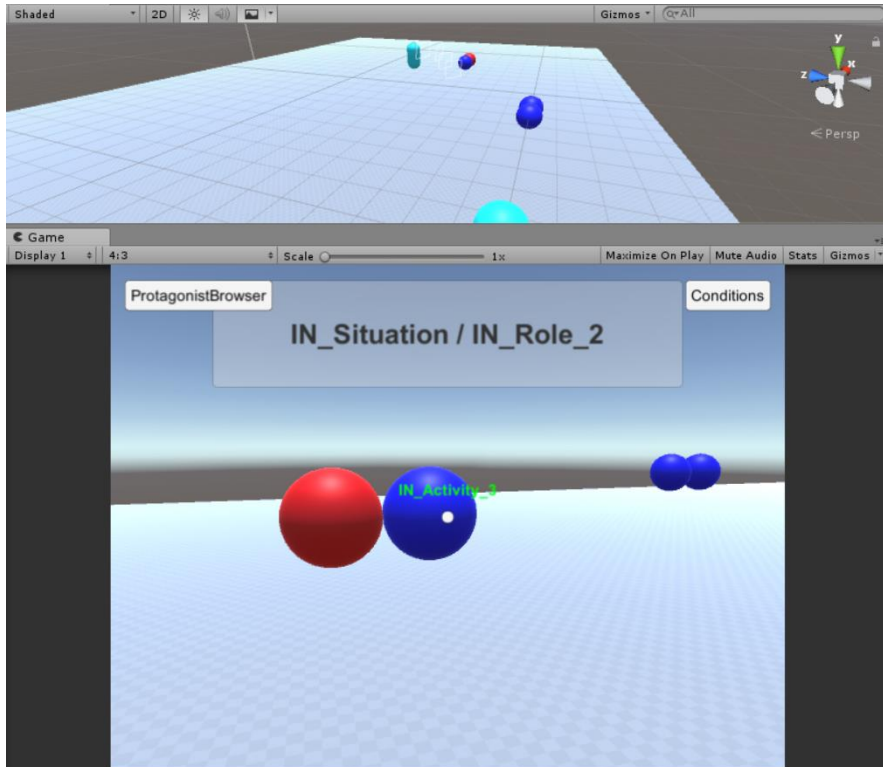 Shaded 2D Gizmos All
y
x
z
Persp
Game
Display 1 4:3 Scale 1x Maximize On Play Mute Audio Stats Gizmos
ProtagonistBrowser Conditions
IN_Situation / IN_Role_2
IN_Activity_3